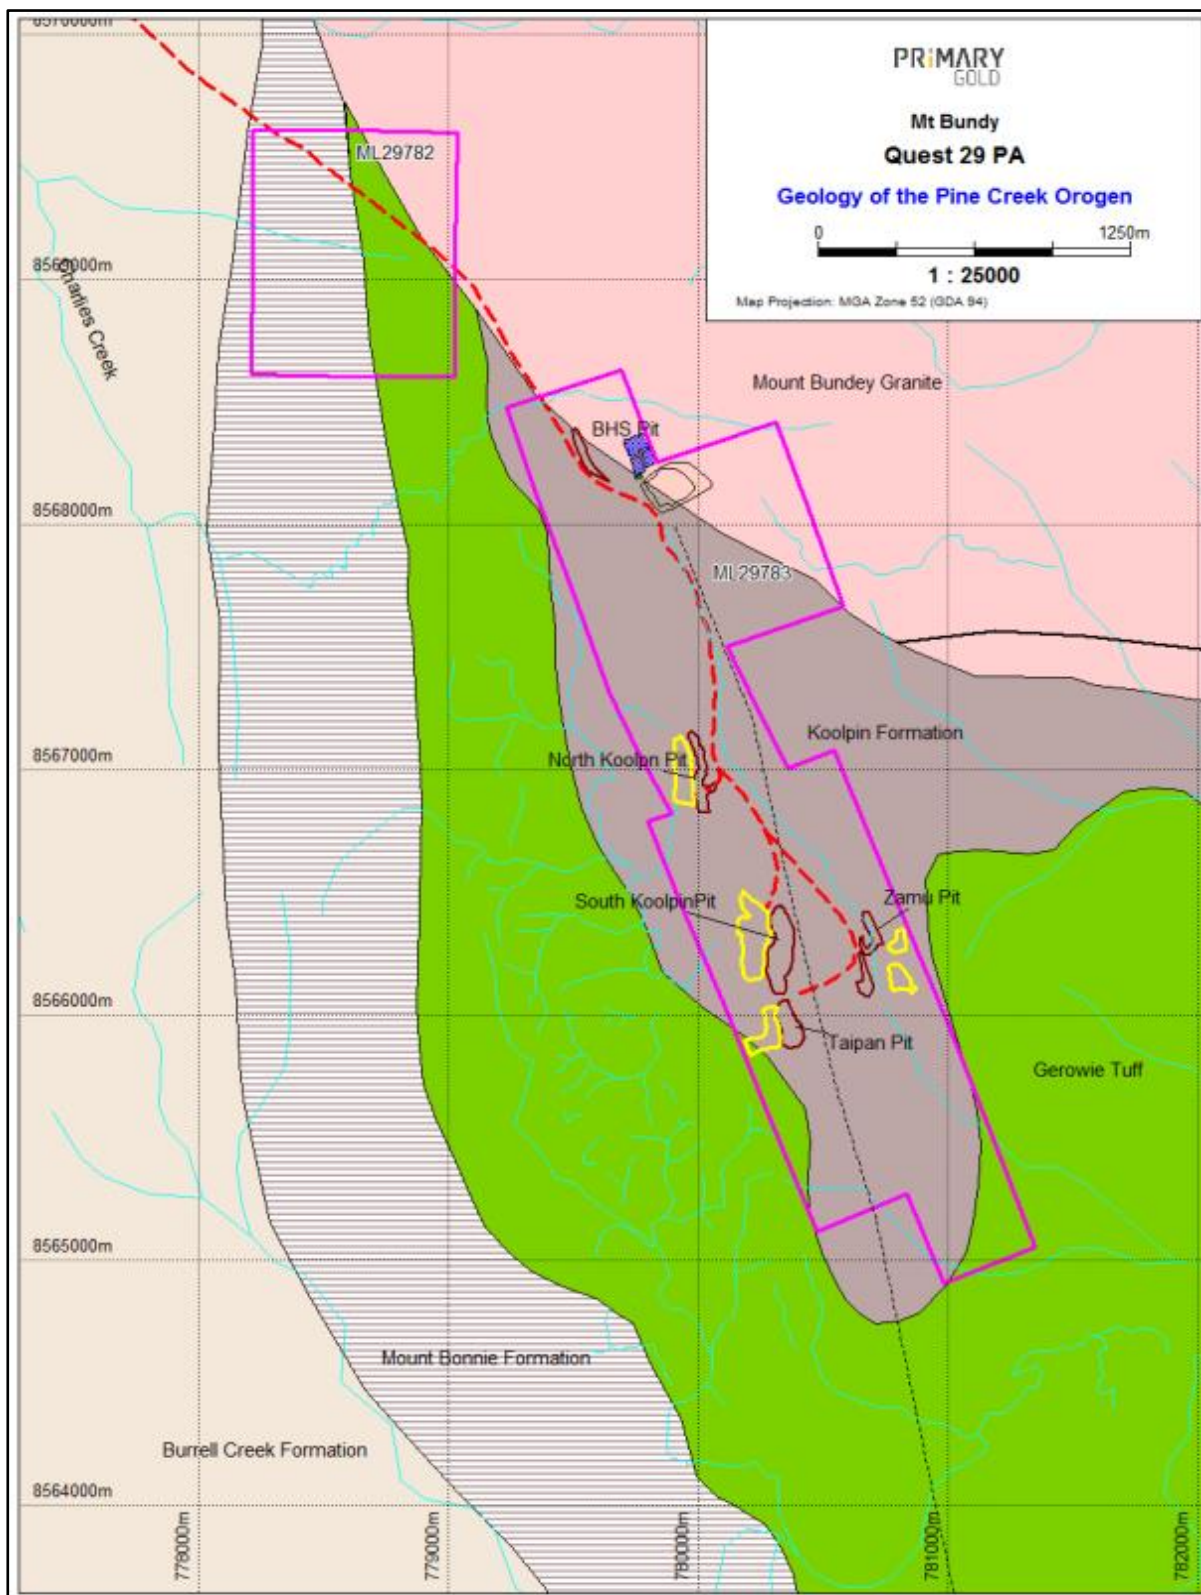 8570000m
PRiMARY
GOLD
Mt Bundy
Quest 29 PA
Geology of the Pine Creek Orogen
0 1250m
1 : 25000
Map Projection: MGA Zone 52 (GDA 94)
ML29782
8569000m
Charlies Creek
Mount Bundey Granite
BHS Pit
8568000m
ML29783
Koolpin Formation
8567000m
North Koolpn Pit
South KoolpinPit
Zamu Pit
8566000m
Taipan Pit
Gerowie Tuff
8565000m
Mount Bonnie Formation
Burrell Creek Formation
8564000m
778000m
779000m
780000m
781000m
782000m